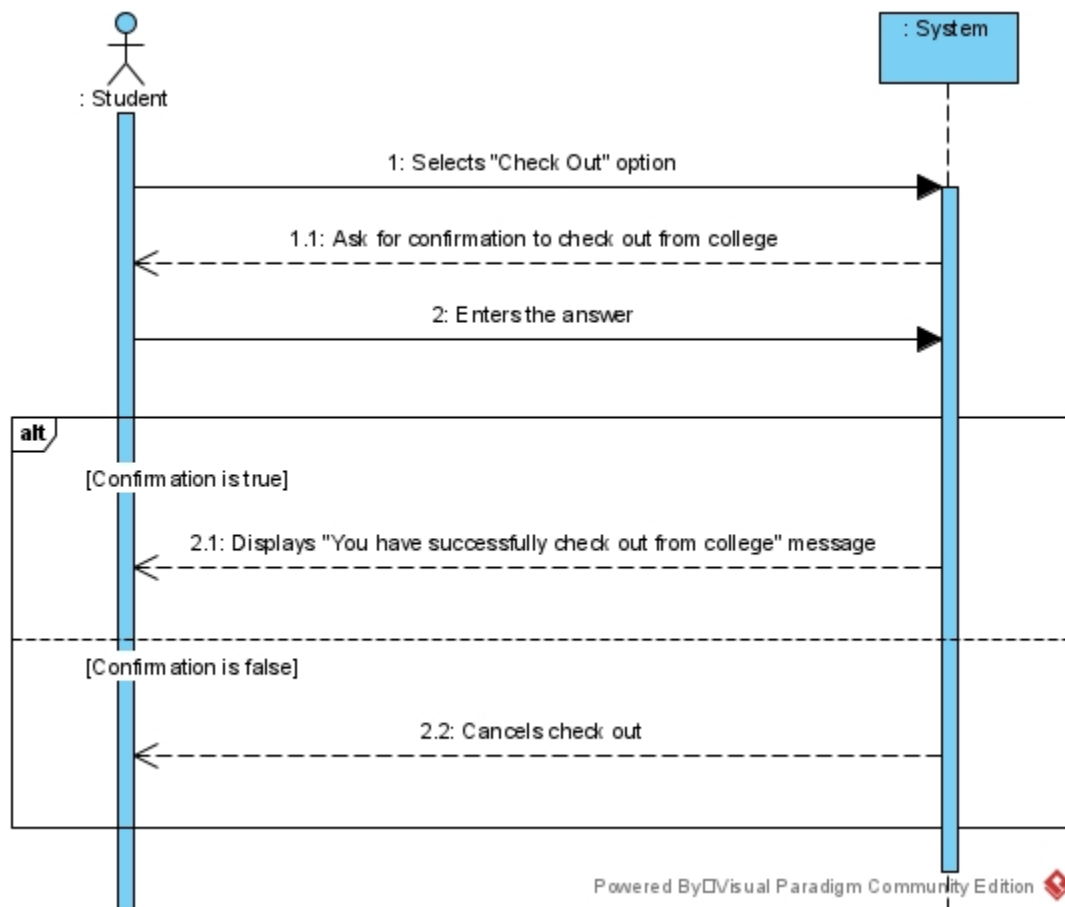 : System
: Student
1: Selects "Check Out" option
1.1: Ask for confirmation to check out from college
2: Enters the answer
alt
[Confirmation is true]
2.1: Displays "You have successfully check out from college" message
[Confirmation is false]
2.2: Cancels check out
Powered By□Visual Paradigm Community Edition